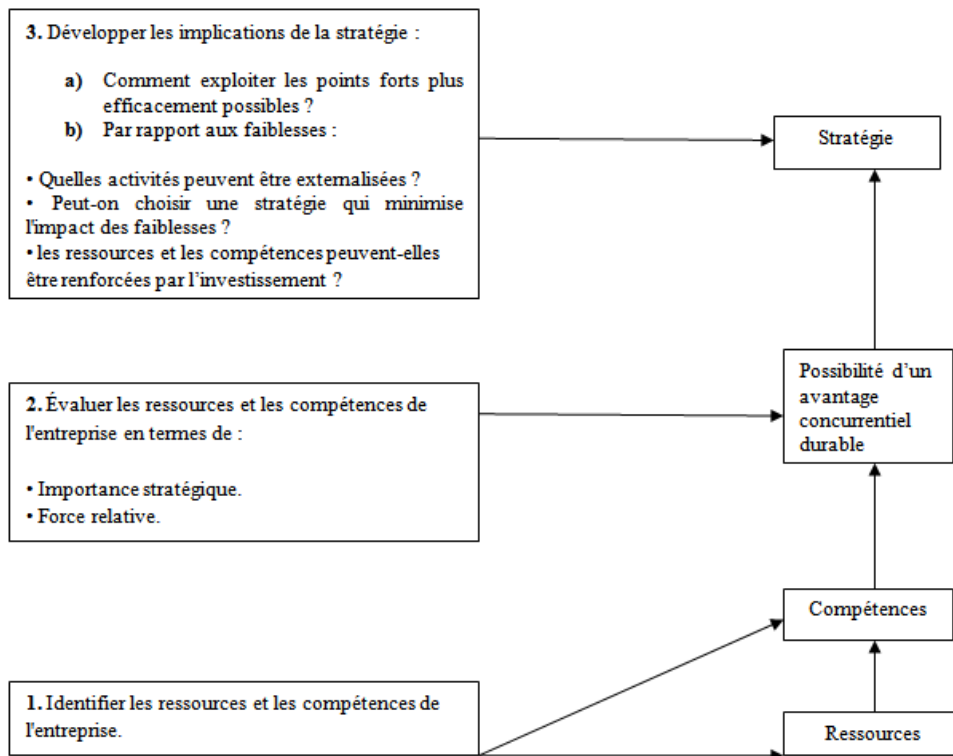 3. Développer les implications de la stratégie :
a) Comment exploiter les points forts plus
efficacement possibles ?
b) Par rapport aux faiblesses :
• Quelles activités peuvent être externalisées ?
• Peut-on choisir une stratégie qui minimise
l'impact des faiblesses ?
• les ressources et les compétences peuvent-elles
être renforcées par l’investissement ?
Stratégie
2. Évaluer les ressources et les compétences de
l'entreprise en termes de :
• Importance stratégique.
• Force relative.
Possibilité d’un
avantage
concurrentiel
durable
Compétences
1. Identifier les ressources et les compétences de
l'entreprise.
Ressources